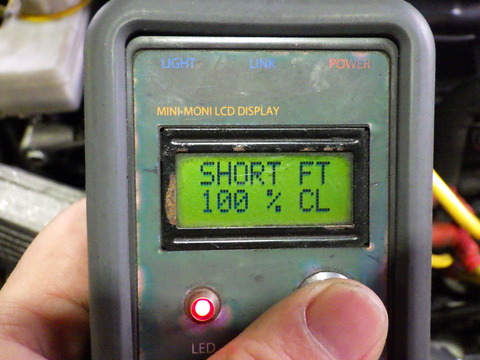 LIGHT LINK POWER
MINI-MONI LCD DISPLAY
SHORT FT
100 % CL
LED